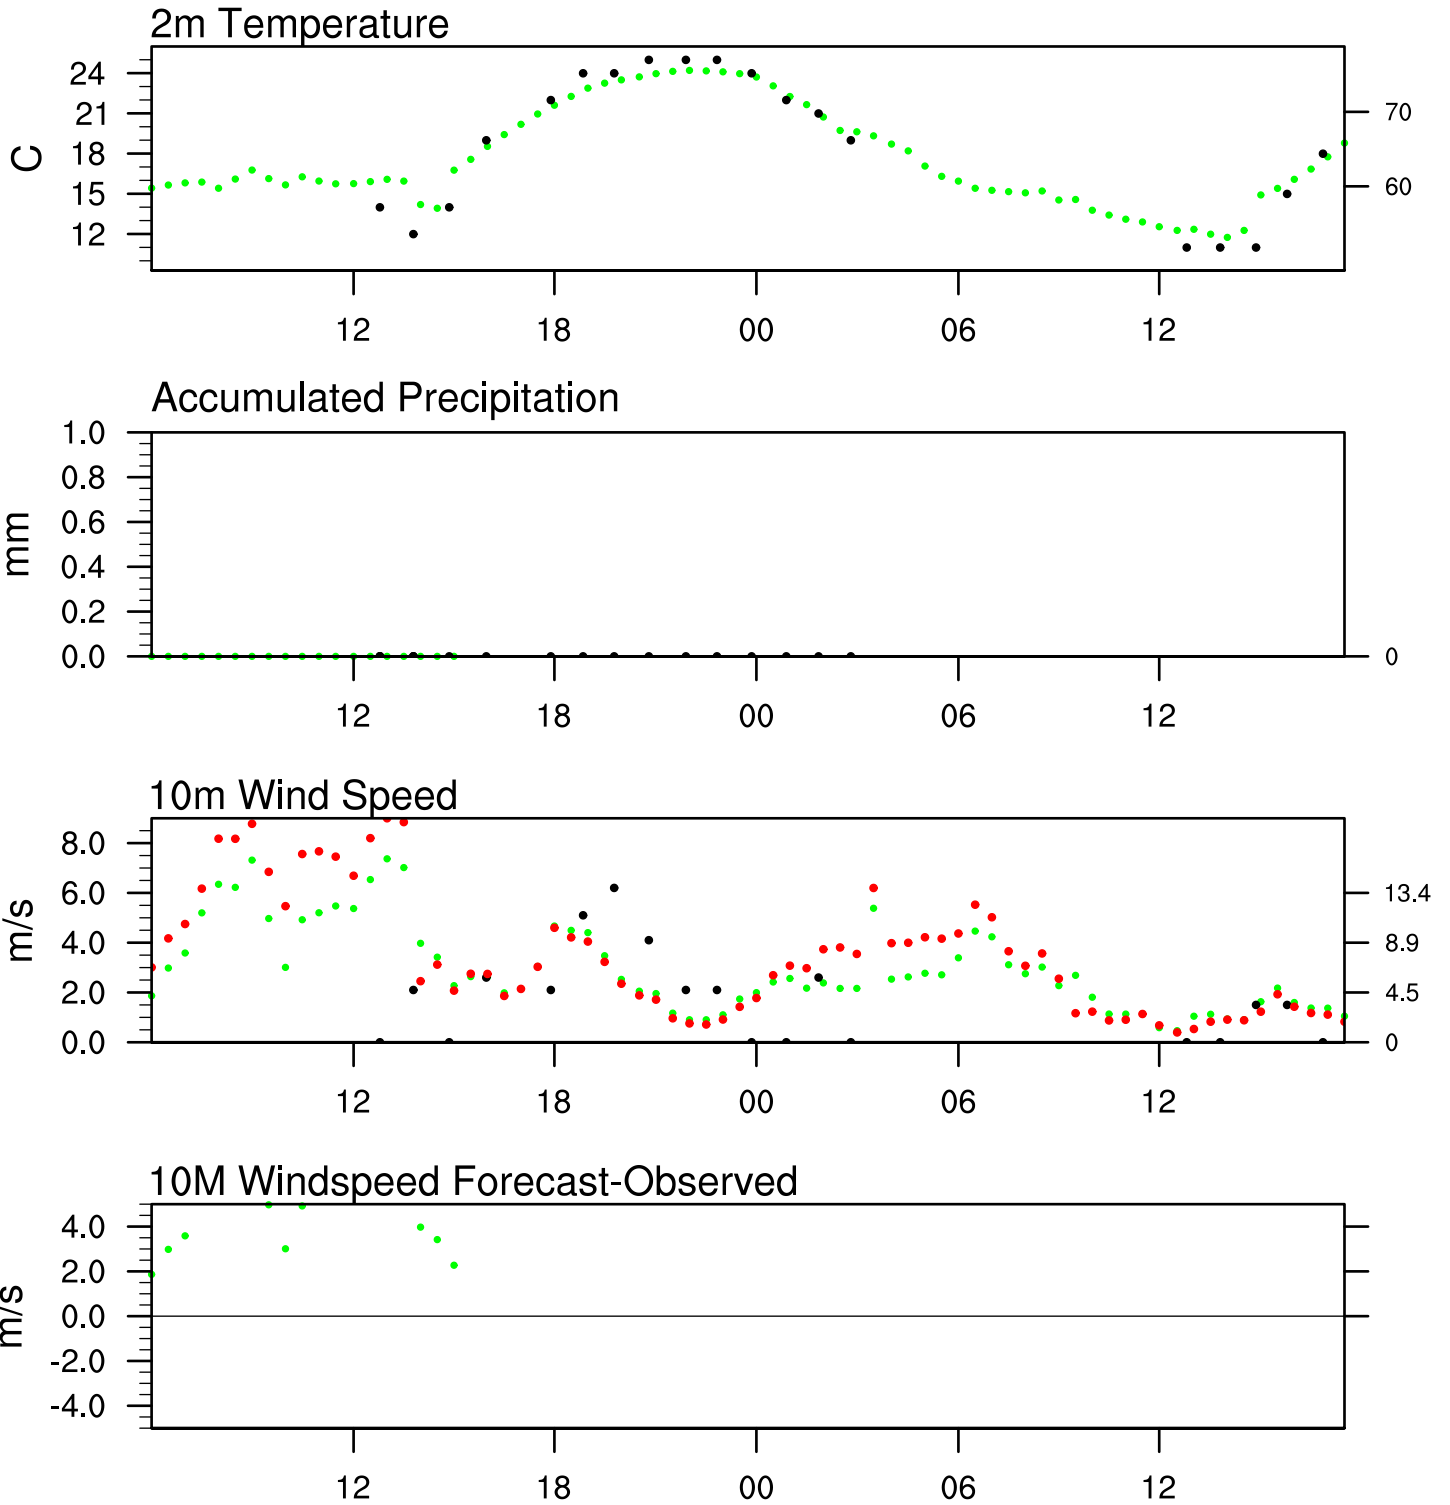 2m Temperature
C
24
21
18
15
12
70
60
12 18 00 06 12
Accumulated Precipitation
mm
1.0
0.8
0.6
0.4
0.2
0.0
0
12 18 00 06 12
10m Wind Speed
m/s
8.0
6.0
4.0
2.0
0.0
13.4
8.9
4.5
0
12 18 00 06 12
10M Windspeed Forecast-Observed
m/s
4.0
2.0
0.0
-2.0
-4.0
12 18 00 06 12